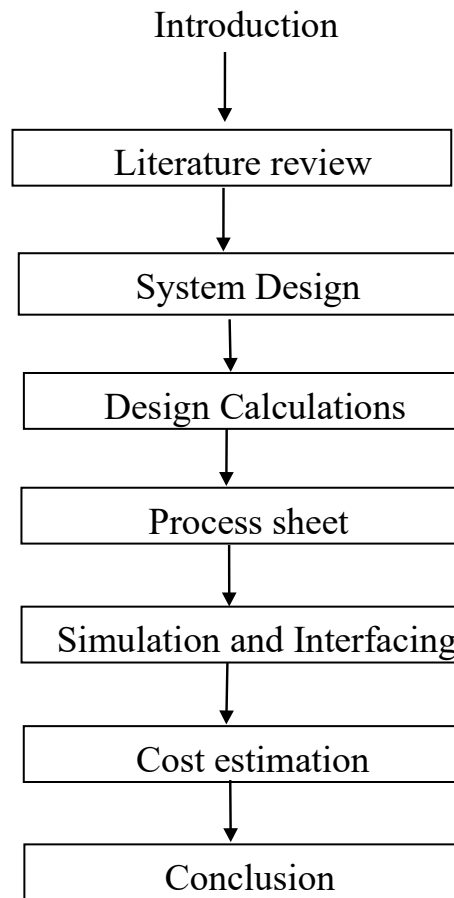 Introduction
Literature review
System Design
Design Calculations
Process sheet
Simulation and Interfacing
Cost estimation
Conclusion